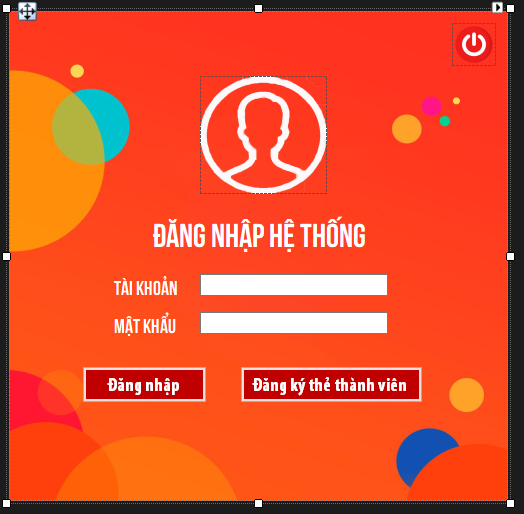 ĐĂNG NHẬP HỆ THỐNG
TÀI KHOẢN
MẬT KHẨU
Đăng nhập
Đăng ký thẻ thành viên